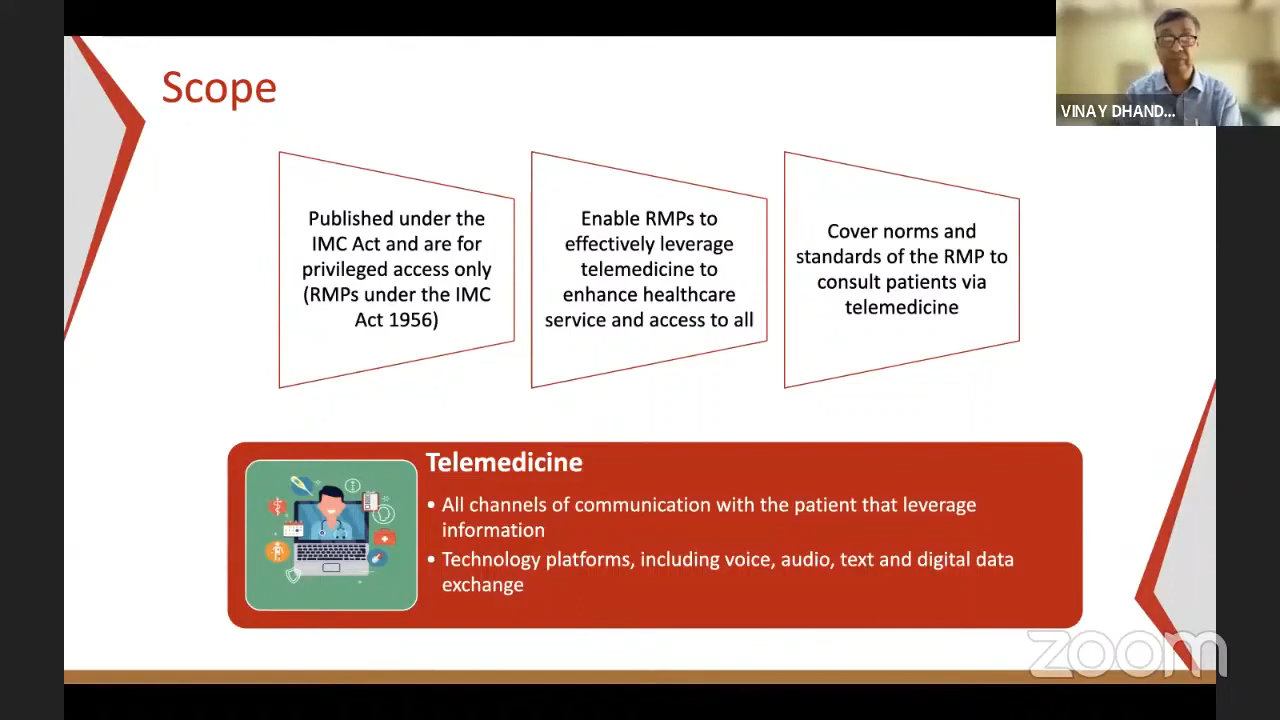 Scope
VINAY DHAND...
Published under the
IMC Act and are for
privileged access only
(RMPs under the IMC
Act 1956)
Enable RMPs to
effectively leverage
telemedicine to
enhance healthcare
service and access to all
Cover norms and
standards of the RMP to
consult patients via
telemedicine
Telemedicine
• All channels of communication with the patient that leverage
information
• Technology platforms, including voice, audio, text and digital data
exchange
zoom